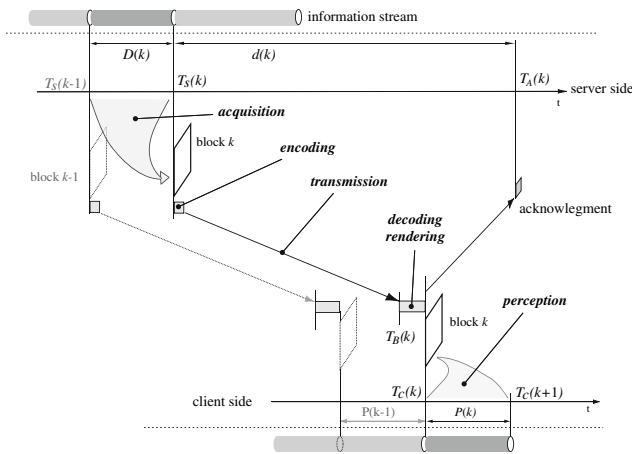 information stream
D(k)
d(k)
T_S(k-1)
T_S(k)
T_A(k)
server side
t
acquisition
block k
encoding
block k-1
transmission
acknowlegment
decoding
rendering
perception
block k
T_B(k)
T_C(k)
T_C(k+1)
client side
t
P(k-1)
P(k)